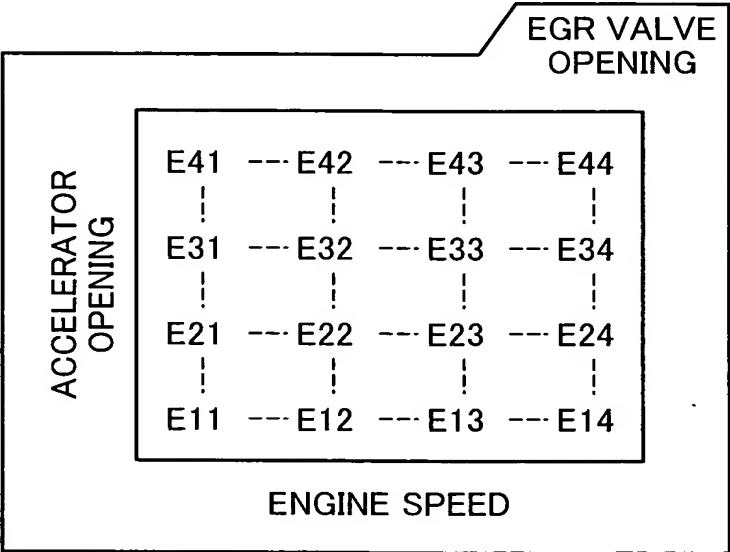 EGR VALVE
OPENING
ACCELERATOR
OPENING
E41 --- E42 --- E43 --- E44
E31 --- E32 --- E33 --- E34
E21 --- E22 --- E23 --- E24
E11 --- E12 --- E13 --- E14
ENGINE SPEED